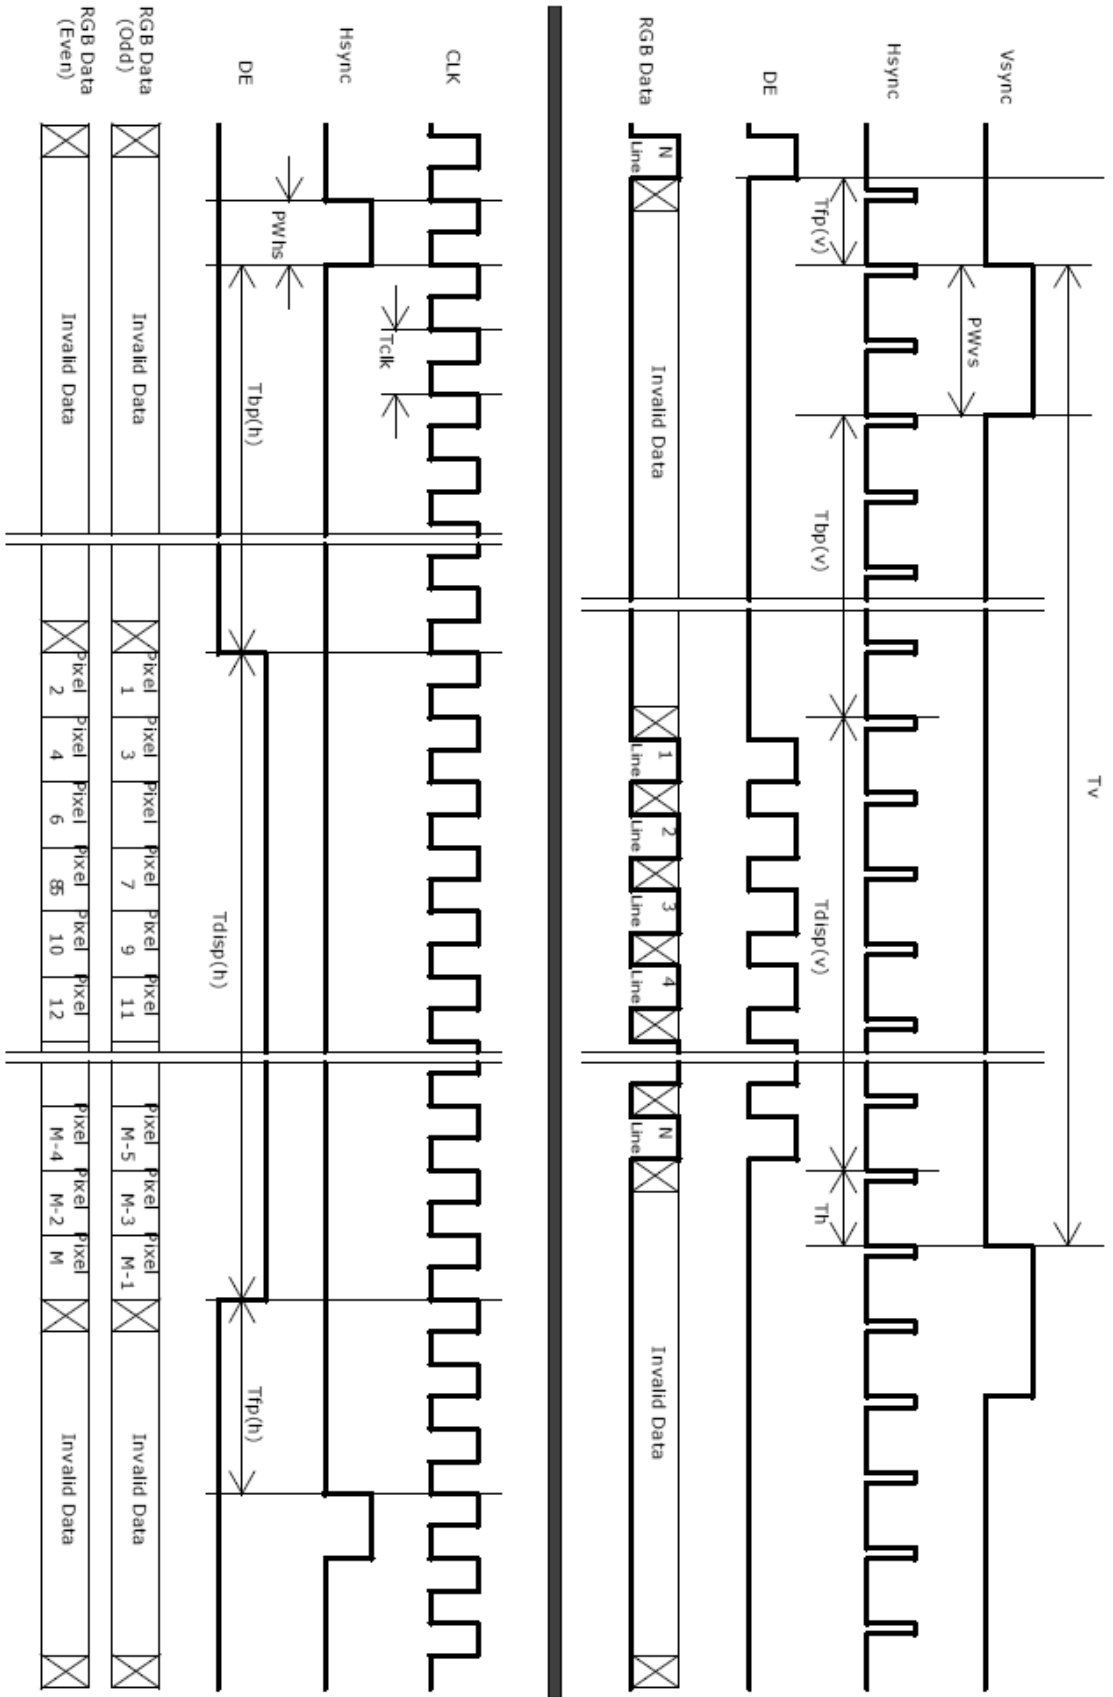 Tv
Vsync
PWvs
Hsync
Tfp(v) Tbp(v) Tdisp(v) Th
DE
RGB Data
N 1 2 3 4 N
Line Invalid Data Line Line Line Line Line Invalid Data
CLK
Tclk
Hsync
PWhs
DE
Tbp(h) Tdisp(h) Tfp(h)
RGB Data
(Odd)
Pixel Pixel Pixel Pixel Pixel Pixel Pixel Pixel Pixel
Invalid Data 1 3 7 9 11 M-5 M-3 M-1 Invalid Data
RGB Data
(Even)
Pixel Pixel Pixel Pixel Pixel Pixel Pixel Pixel Pixel
Invalid Data 2 4 6 85 10 12 M-4 M-2 M Invalid Data